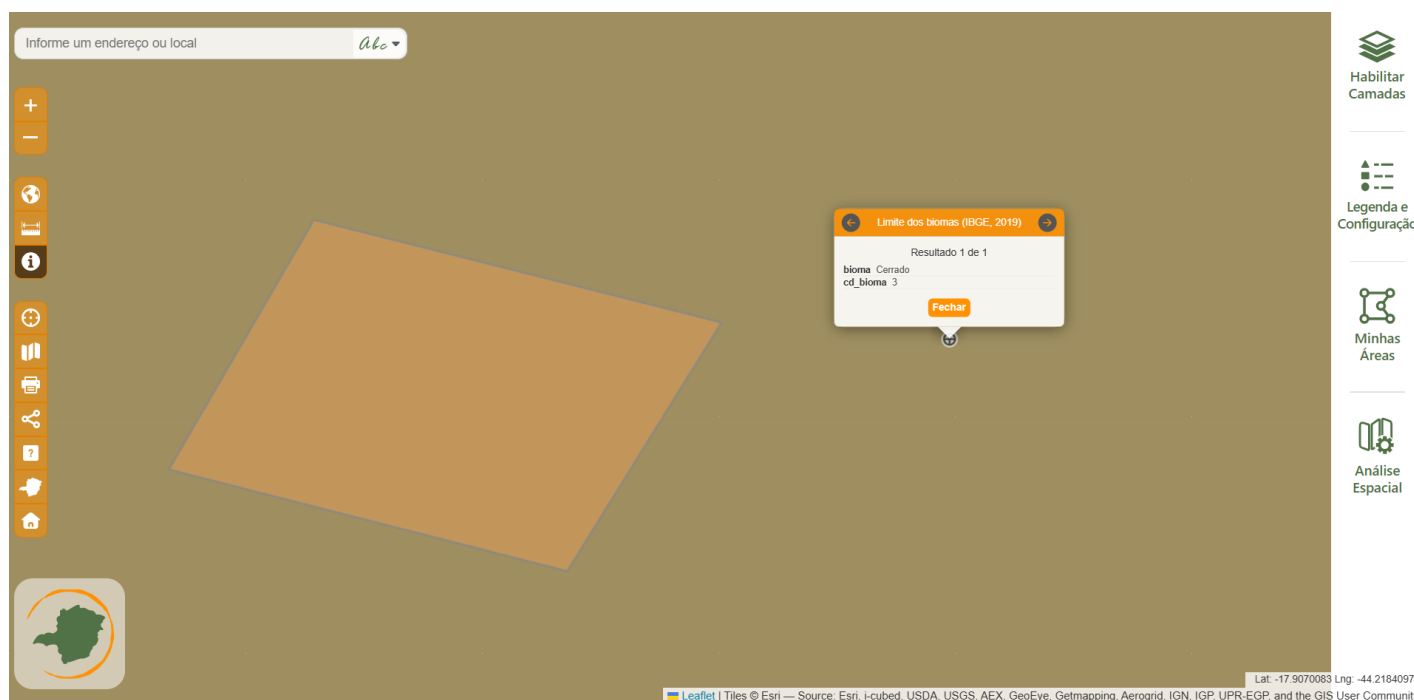 Informe um endereço ou local
Abc
Habilitar
Camadas
Legenda e
Configuração
Minhas
Áreas
Análise
Espacial
Limite dos biomas (IBGE, 2019)
Resultado 1 de 1
bioma Cerrado
cd_bioma 3
Fechar
Lat: -17.9070083 Lng: -44.2184097
Leaflet | Tiles © Esri — Source: Esri, i-cubed, USDA, USGS, AEX, GeoEye, Getmapping, Aerogrid, IGN, IGP, UPR-EGP, and the GIS User Communit